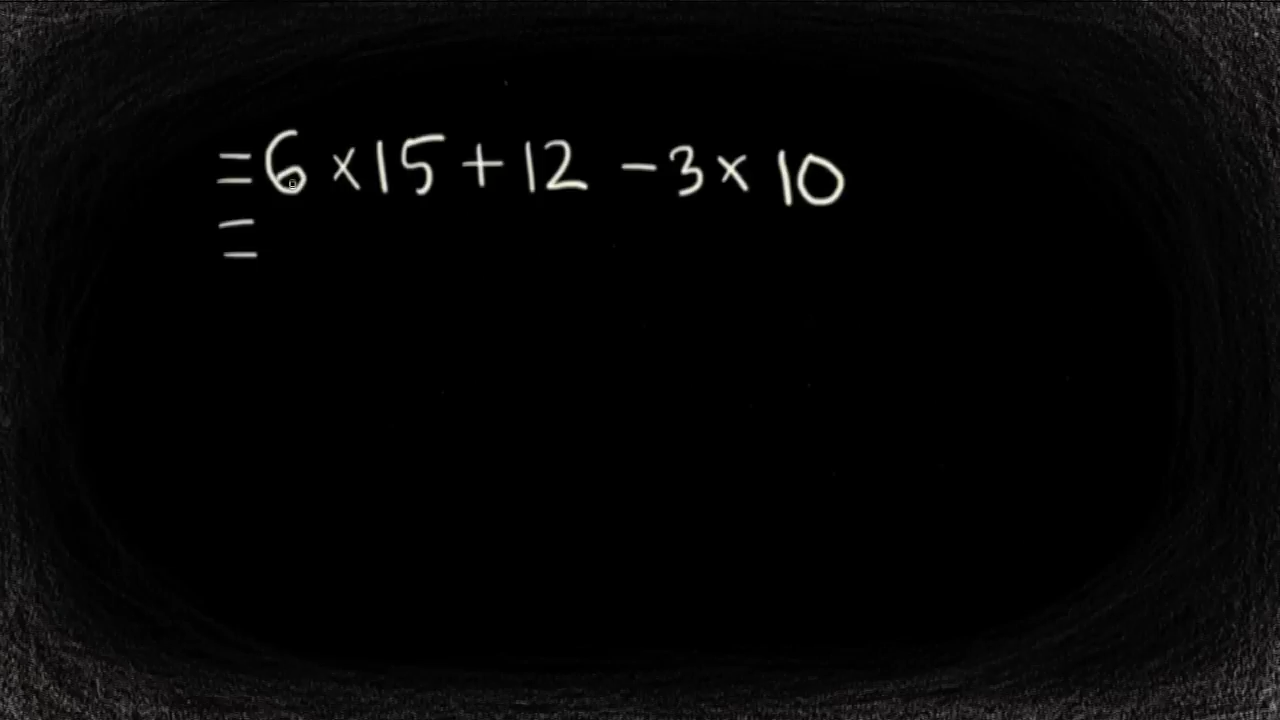 = 6 × 15 + 12 - 3 × 10
=